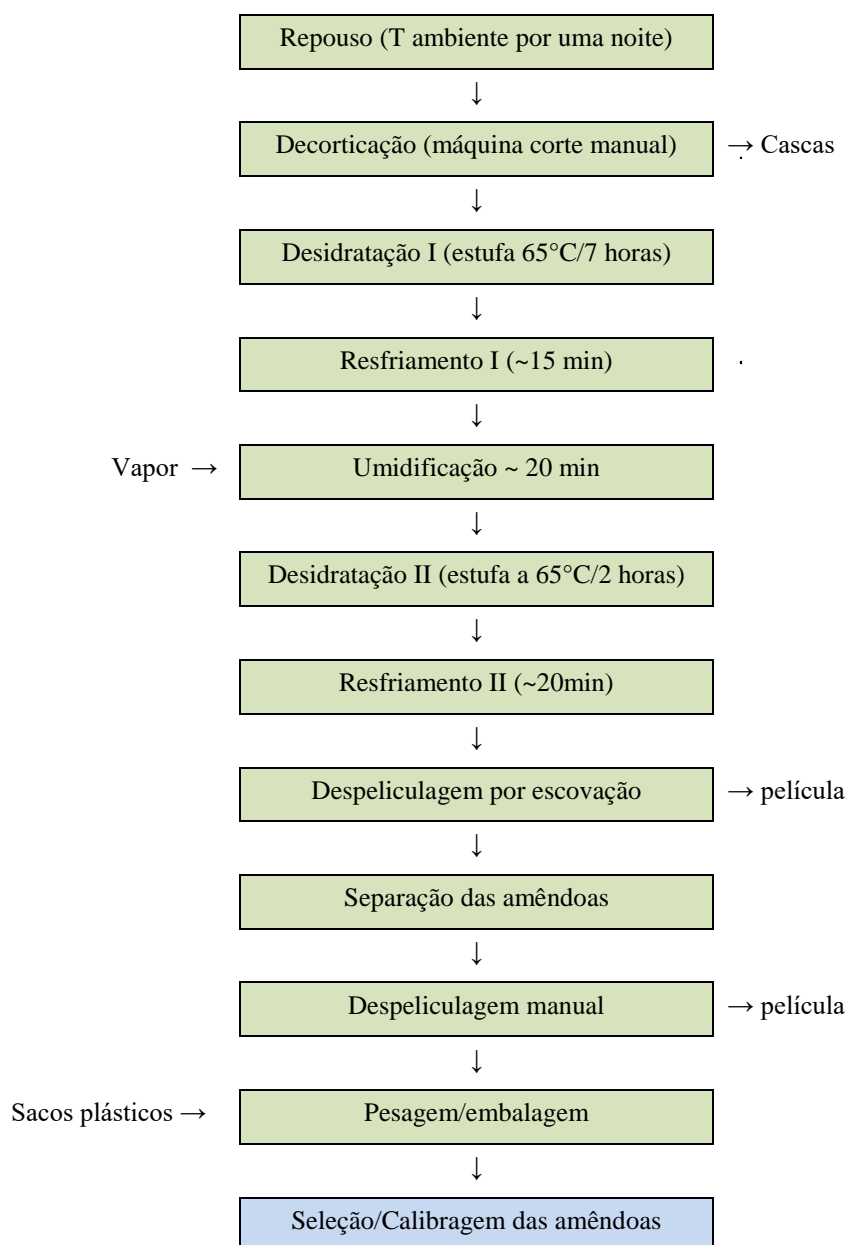 Repouso (T ambiente por uma noite)
↓
Decorticação (máquina corte manual) → Cascas
↓
Desidratação I (estufa 65°C/7 horas)
↓
Resfriamento I (~15 min)
↓
Vapor → Umidificação ~ 20 min
↓
Desidratação II (estufa a 65°C/2 horas)
↓
Resfriamento II (~20min)
↓
Despeliculagem por escovação → película
↓
Separação das amêndoas
↓
Despeliculagem manual → película
↓
Sacos plásticos → Pesagem/embalagem
↓
Seleção/Calibragem das amêndoas